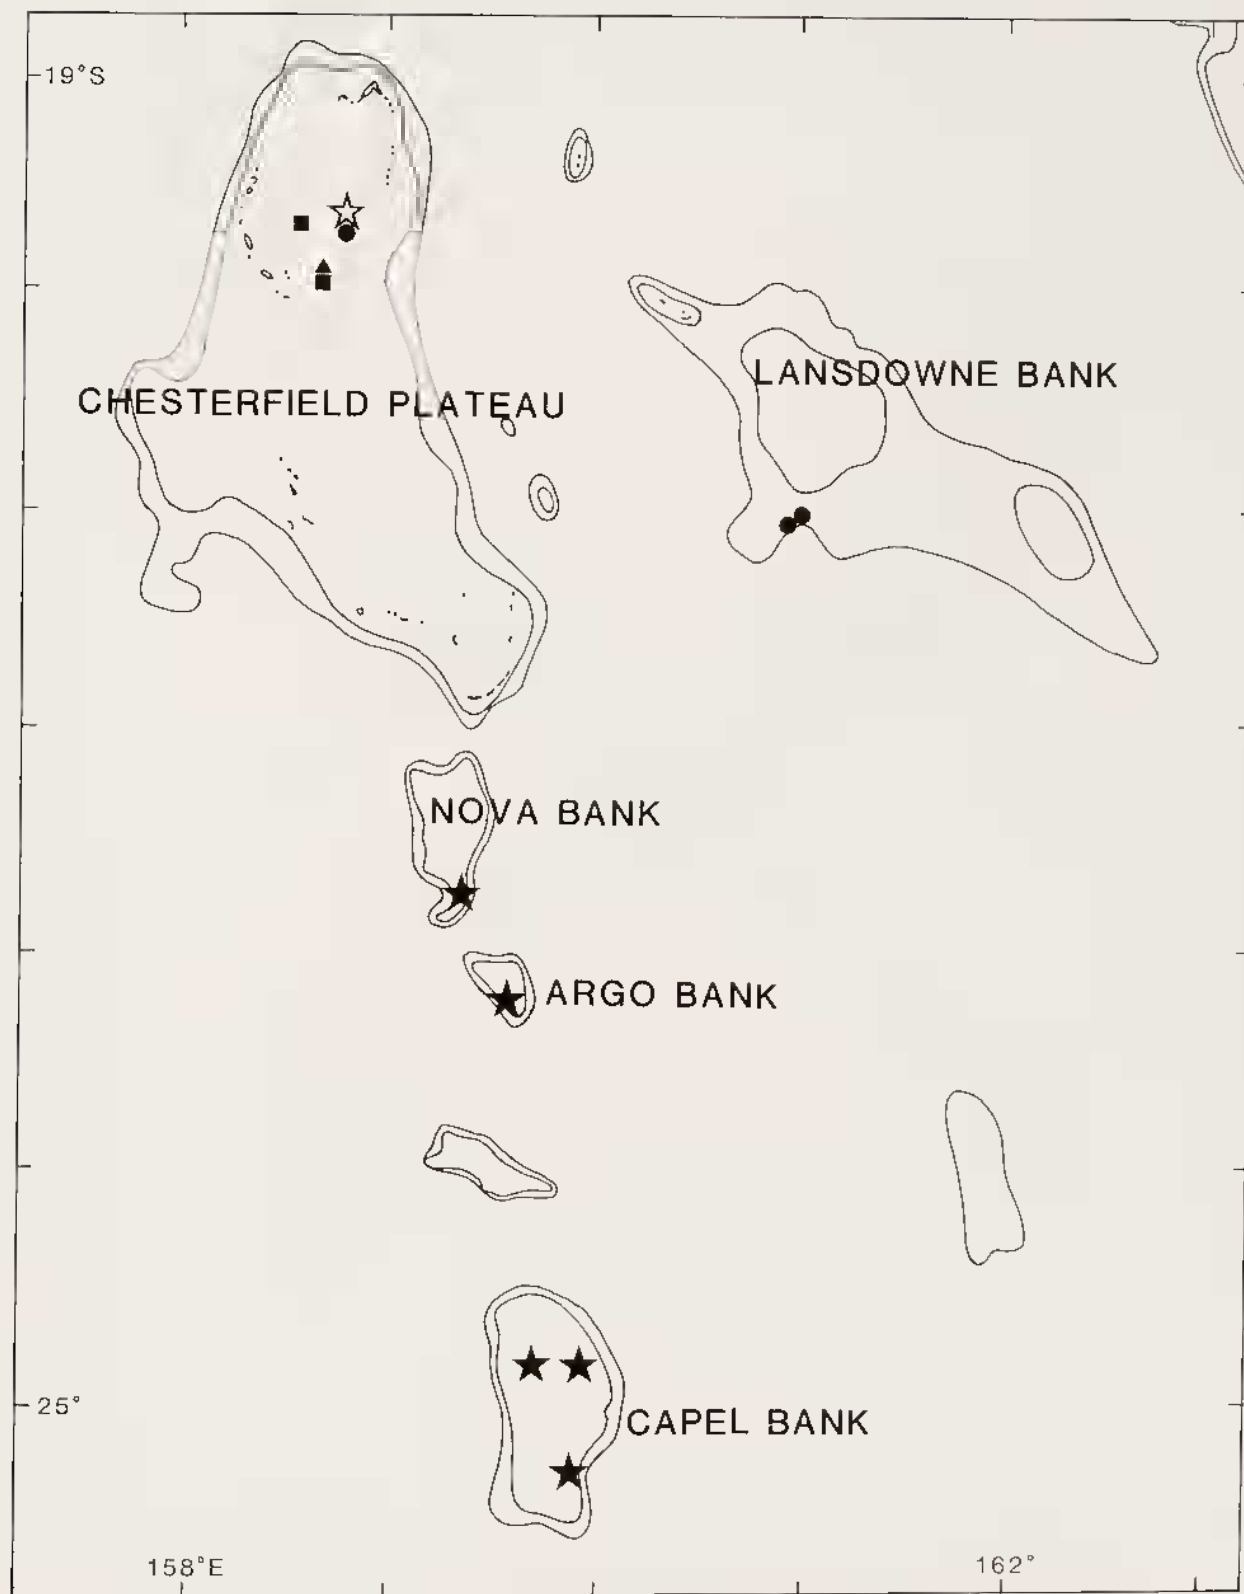 19°S
LANSDOWNE BANK
CHESTERFIELD PLATEAU
NOVA BANK
ARGO BANK
25°
CAPEL BANK
158°E
162°